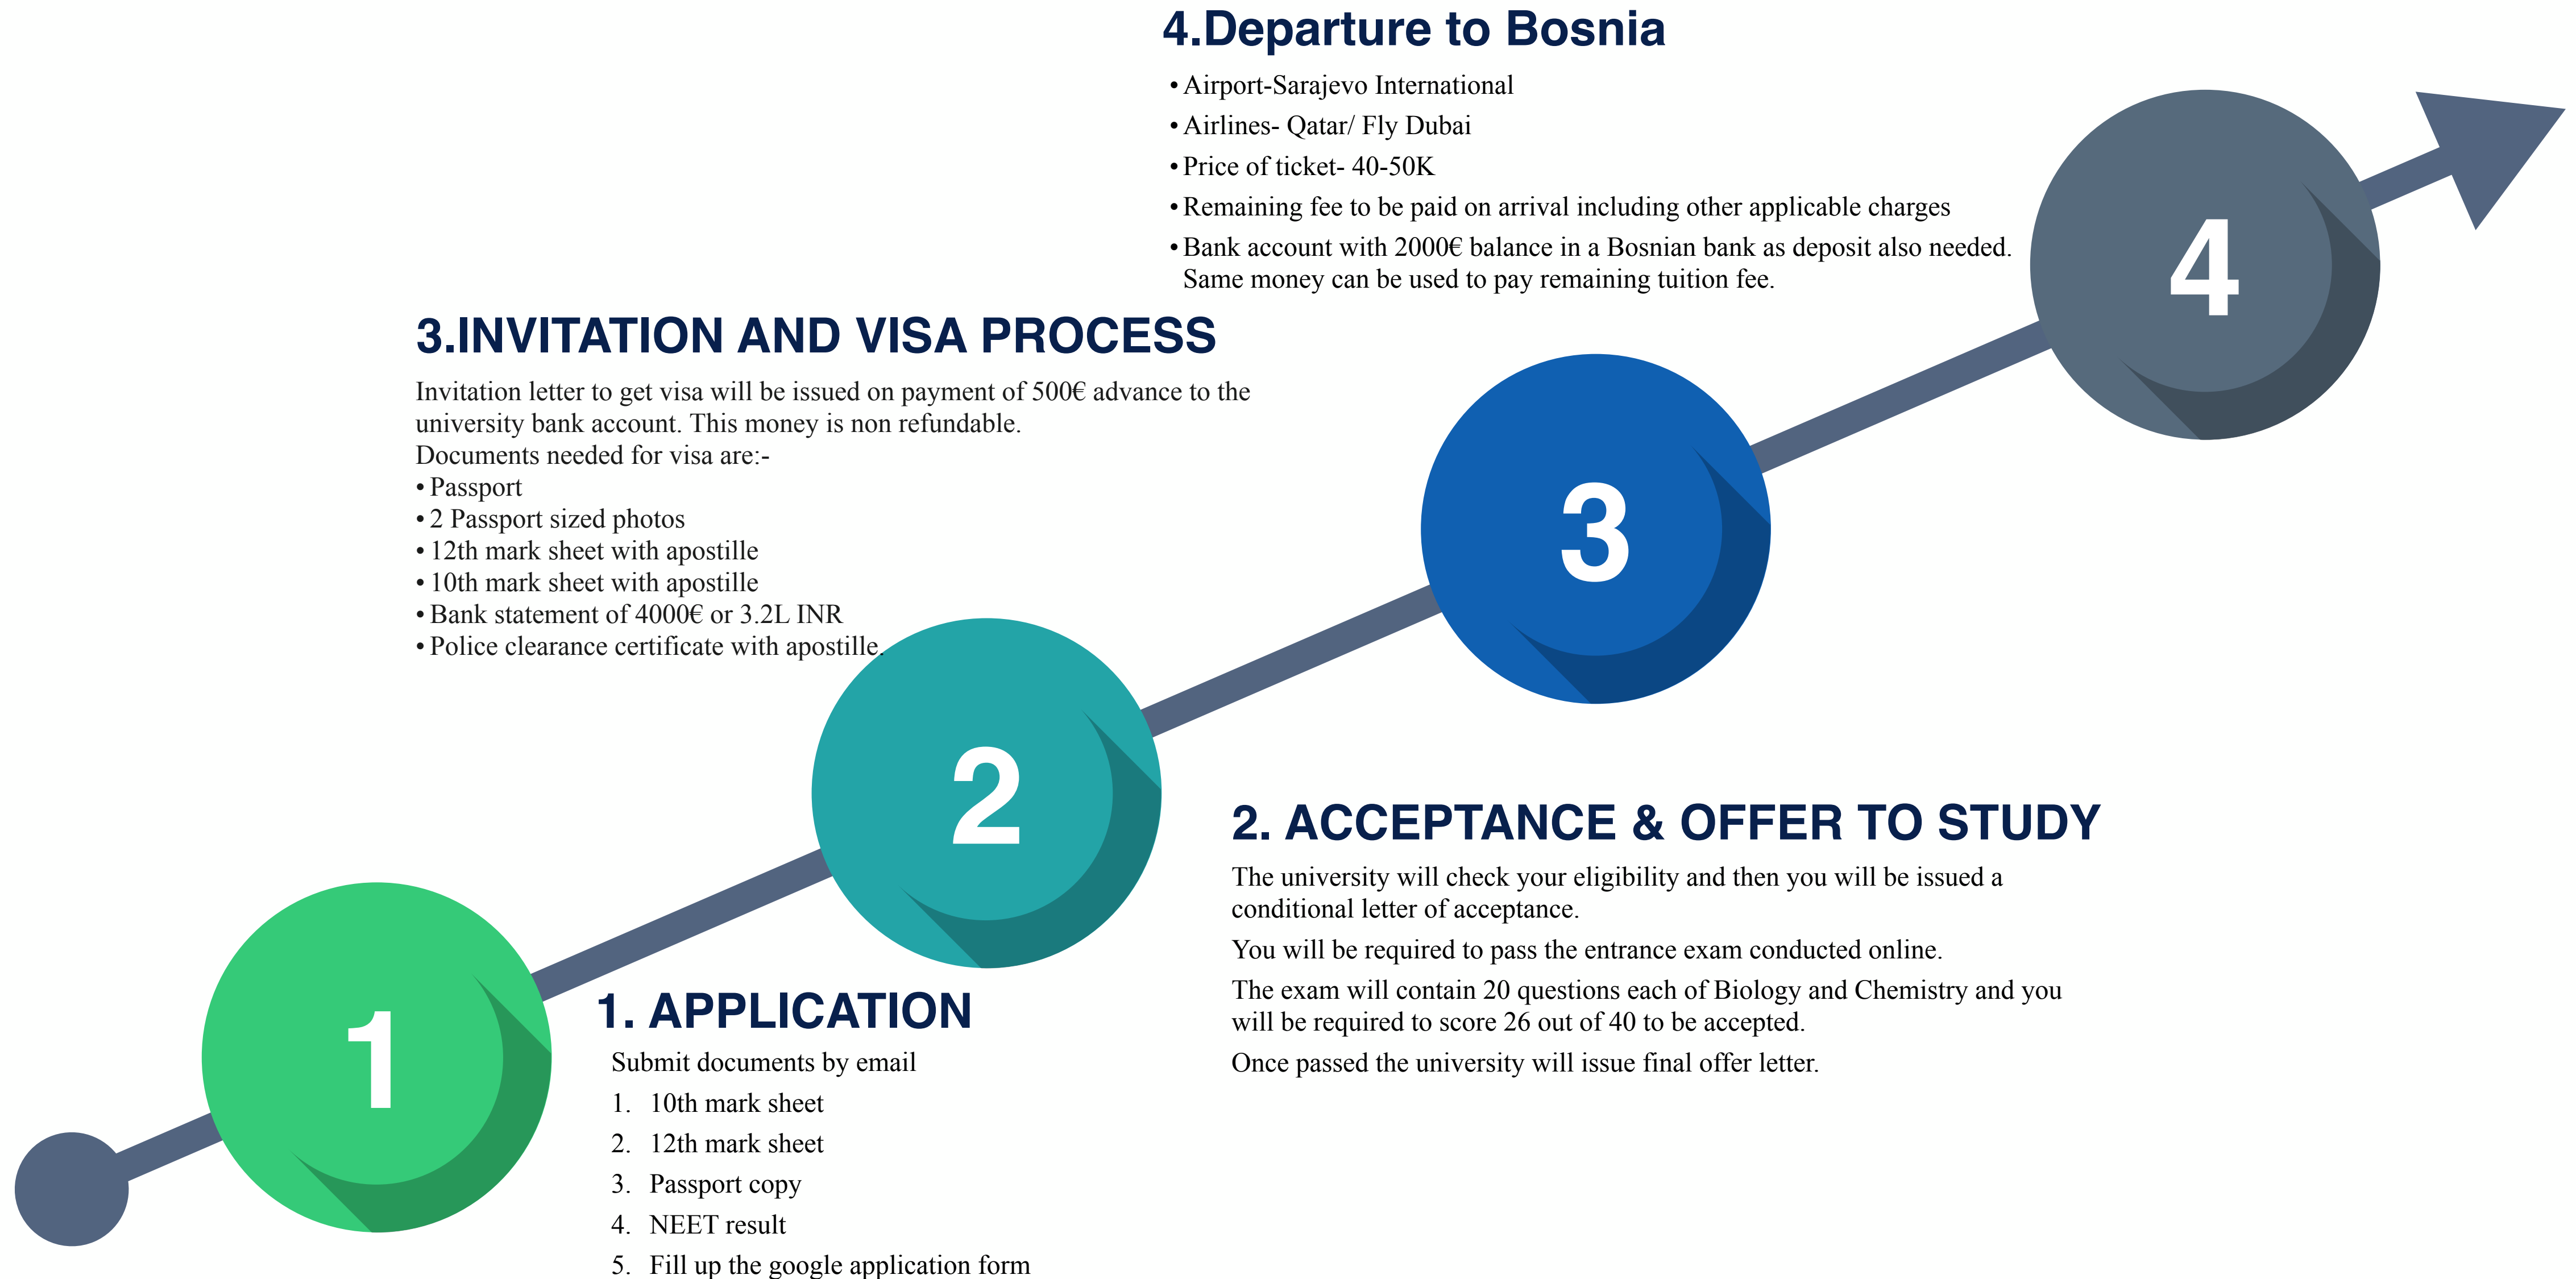 4.Departure to Bosnia
• Airport-Sarajevo International
• Airlines- Qatar/ Fly Dubai
• Price of ticket- 40-50K
• Remaining fee to be paid on arrival including other applicable charges
• Bank account with 2000€ balance in a Bosnian bank as deposit also needed.
Same money can be used to pay remaining tuition fee.
4
3.INVITATION AND VISA PROCESS
Invitation letter to get visa will be issued on payment of 500€ advance to the
university bank account. This money is non refundable.
Documents needed for visa are:-
• Passport
• 2 Passport sized photos
• 12th mark sheet with apostille
• 10th mark sheet with apostille
• Bank statement of 4000€ or 3.2L INR
• Police clearance certificate with apostille.
3
2
2. ACCEPTANCE & OFFER TO STUDY
The university will check your eligibility and then you will be issued a
conditional letter of acceptance.
You will be required to pass the entrance exam conducted online.
The exam will contain 20 questions each of Biology and Chemistry and you
will be required to score 26 out of 40 to be accepted.
Once passed the university will issue final offer letter.
1
1. APPLICATION
Submit documents by email
1. 10th mark sheet
2. 12th mark sheet
3. Passport copy
4. NEET result
5. Fill up the google application form